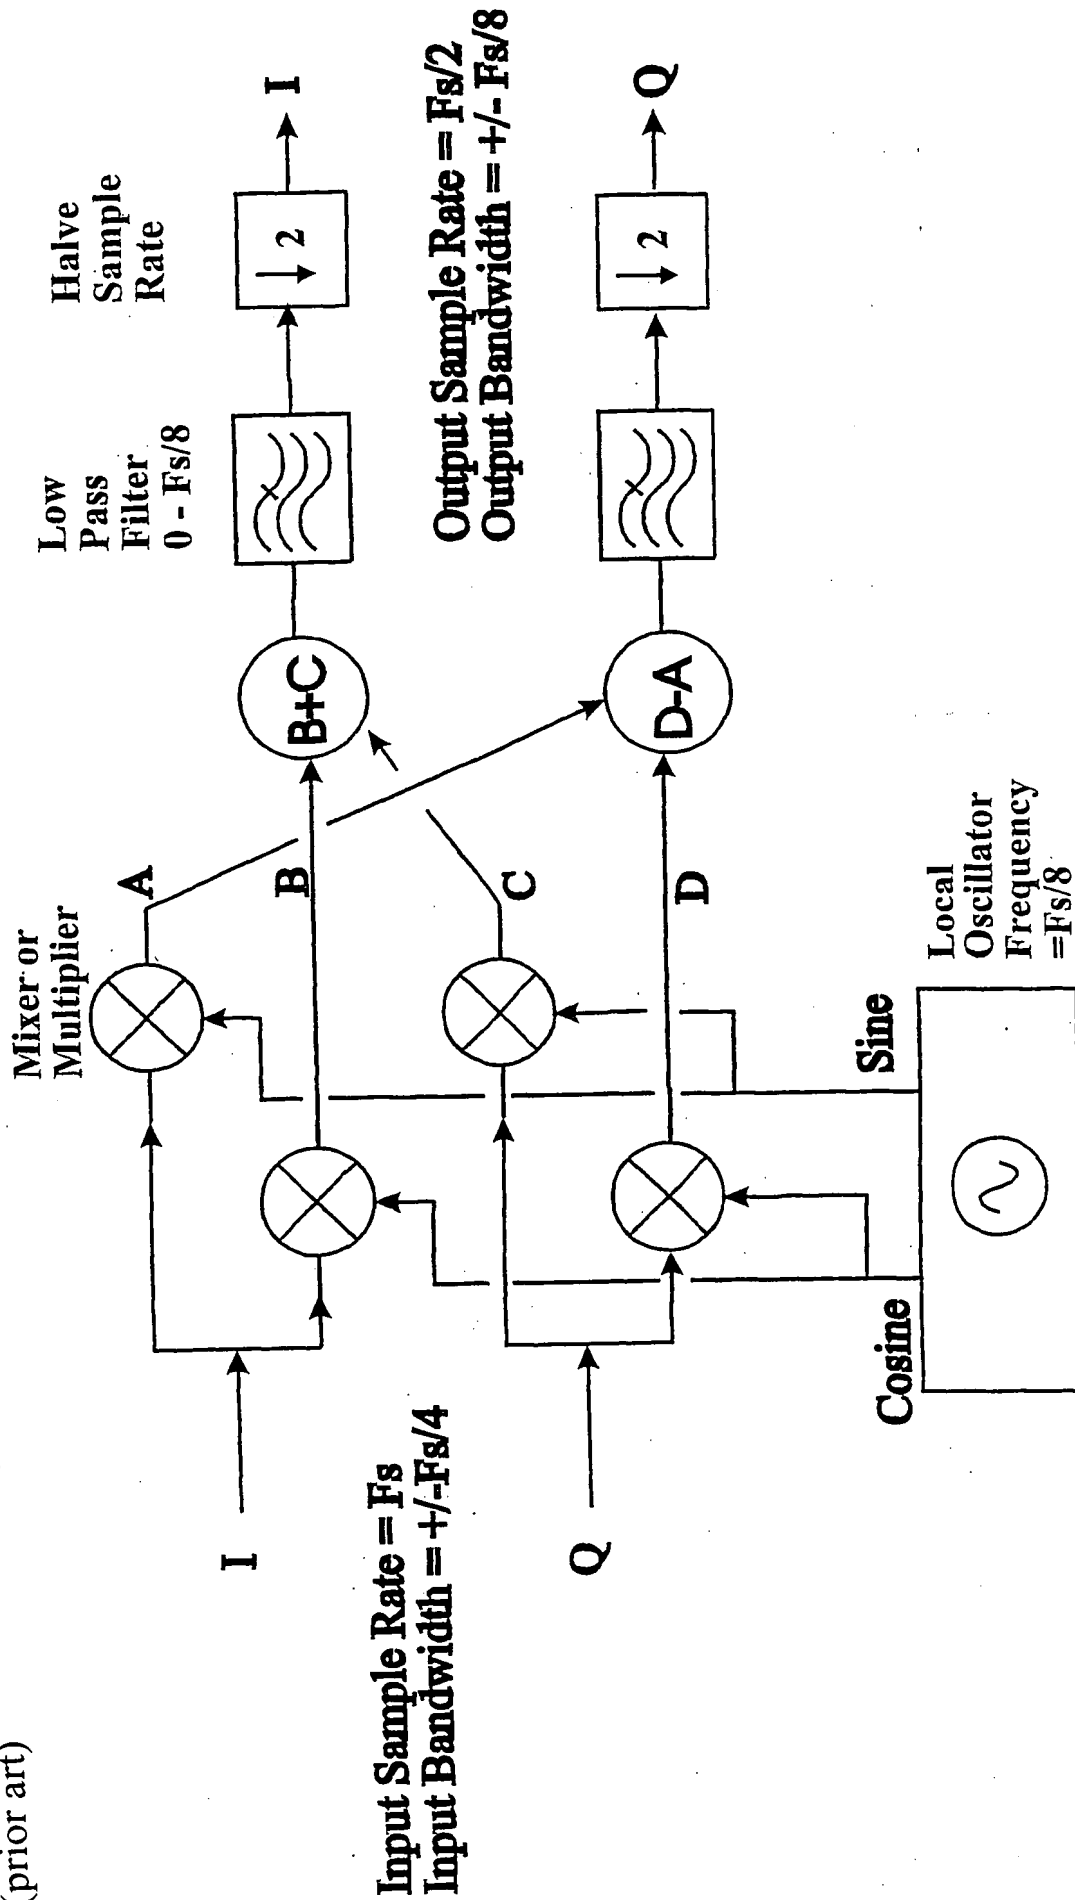 (prior art)
Mixer or
Multiplier
Low
Pass
Filter
0 - Fs/8
Halve
Sample
Rate
A
I
B
B+C
↓ 2
I
Input Sample Rate = Fs
Input Bandwidth = +/-Fs/4
Output Sample Rate = Fs/2
Output Bandwidth = +/- Fs/8
C
Q
D
D-A
↓ 2
Q
Cosine
Sine
Local
Oscillator
Frequency
=Fs/8